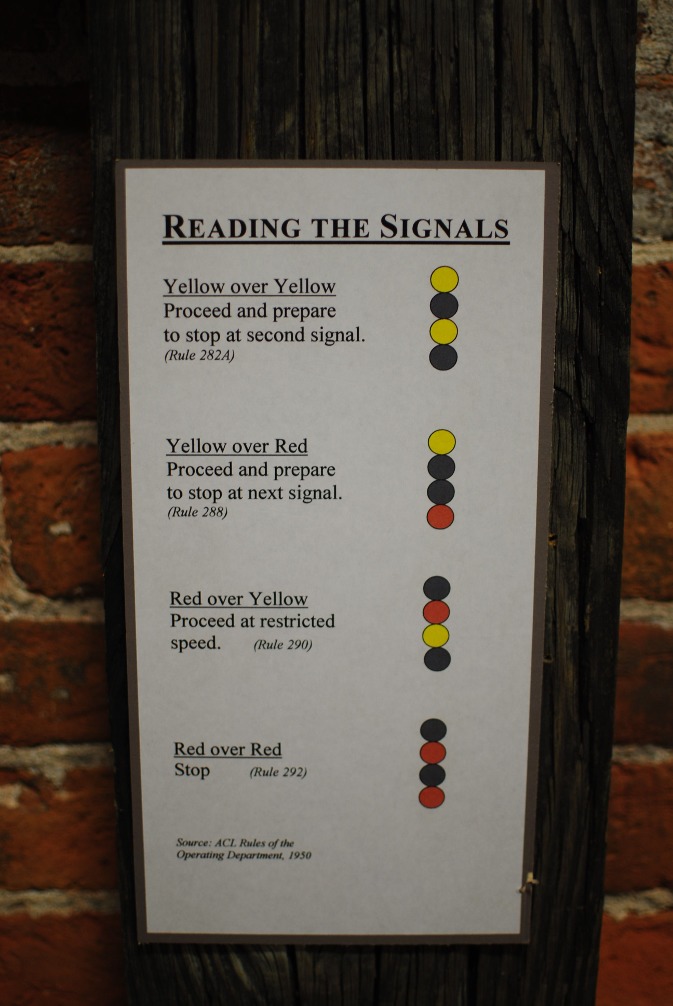 READING THE SIGNALS
Yellow over Yellow
Proceed and prepare
to stop at second signal.
(Rule 282A)
Yellow over Red
Proceed and prepare
to stop at next signal.
(Rule 288)
Red over Yellow
Proceed at restricted
speed. (Rule 290)
Red over Red
Stop (Rule 292)
Source: ACL Rules of the
Operating Department, 1950